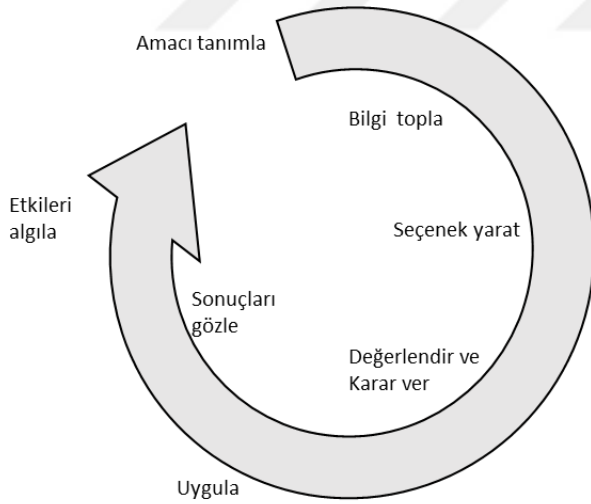 Amacı tanımla
Bilgi topla
Seçenek yarat
Değerlendir ve
Karar ver
Uygula
Sonuçları
gözle
Etkileri
algıla